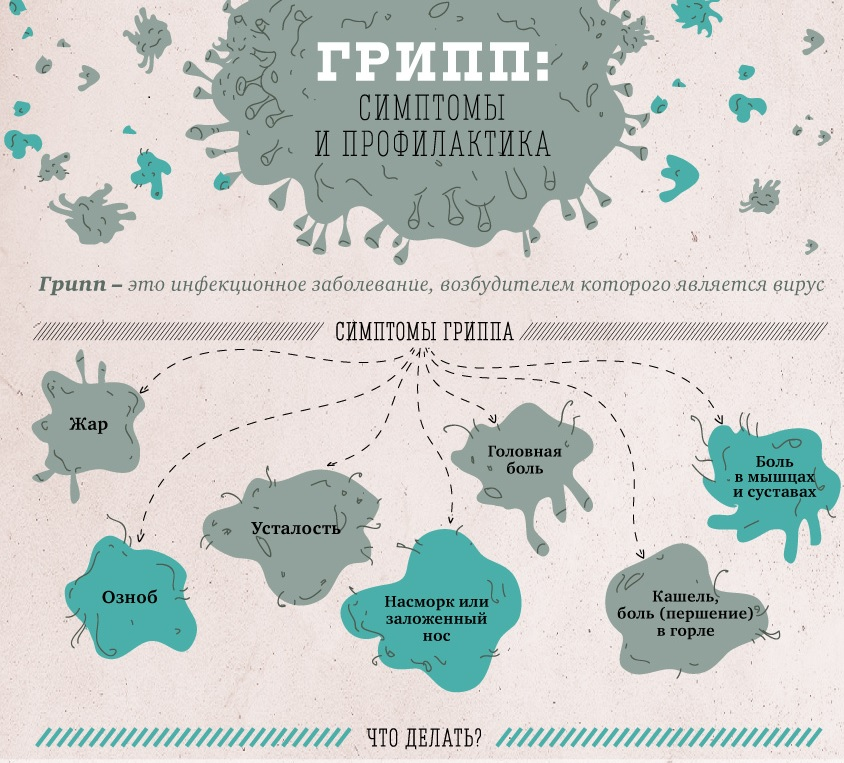 ГРИПП:
СИМПТОМЫ
И ПРОФИЛАКТИКА
Грипп – это инфекционное заболевание, возбудителем которого является вирус
СИМПТОМЫ ГРИППА
Жар
Головная
боль
Боль
в мышцах
и суставах
Усталость
Озноб
Насморк или
заложенный
нос
Кашель,
боль (першение)
в горле
ЧТО ДЕЛАТЬ?